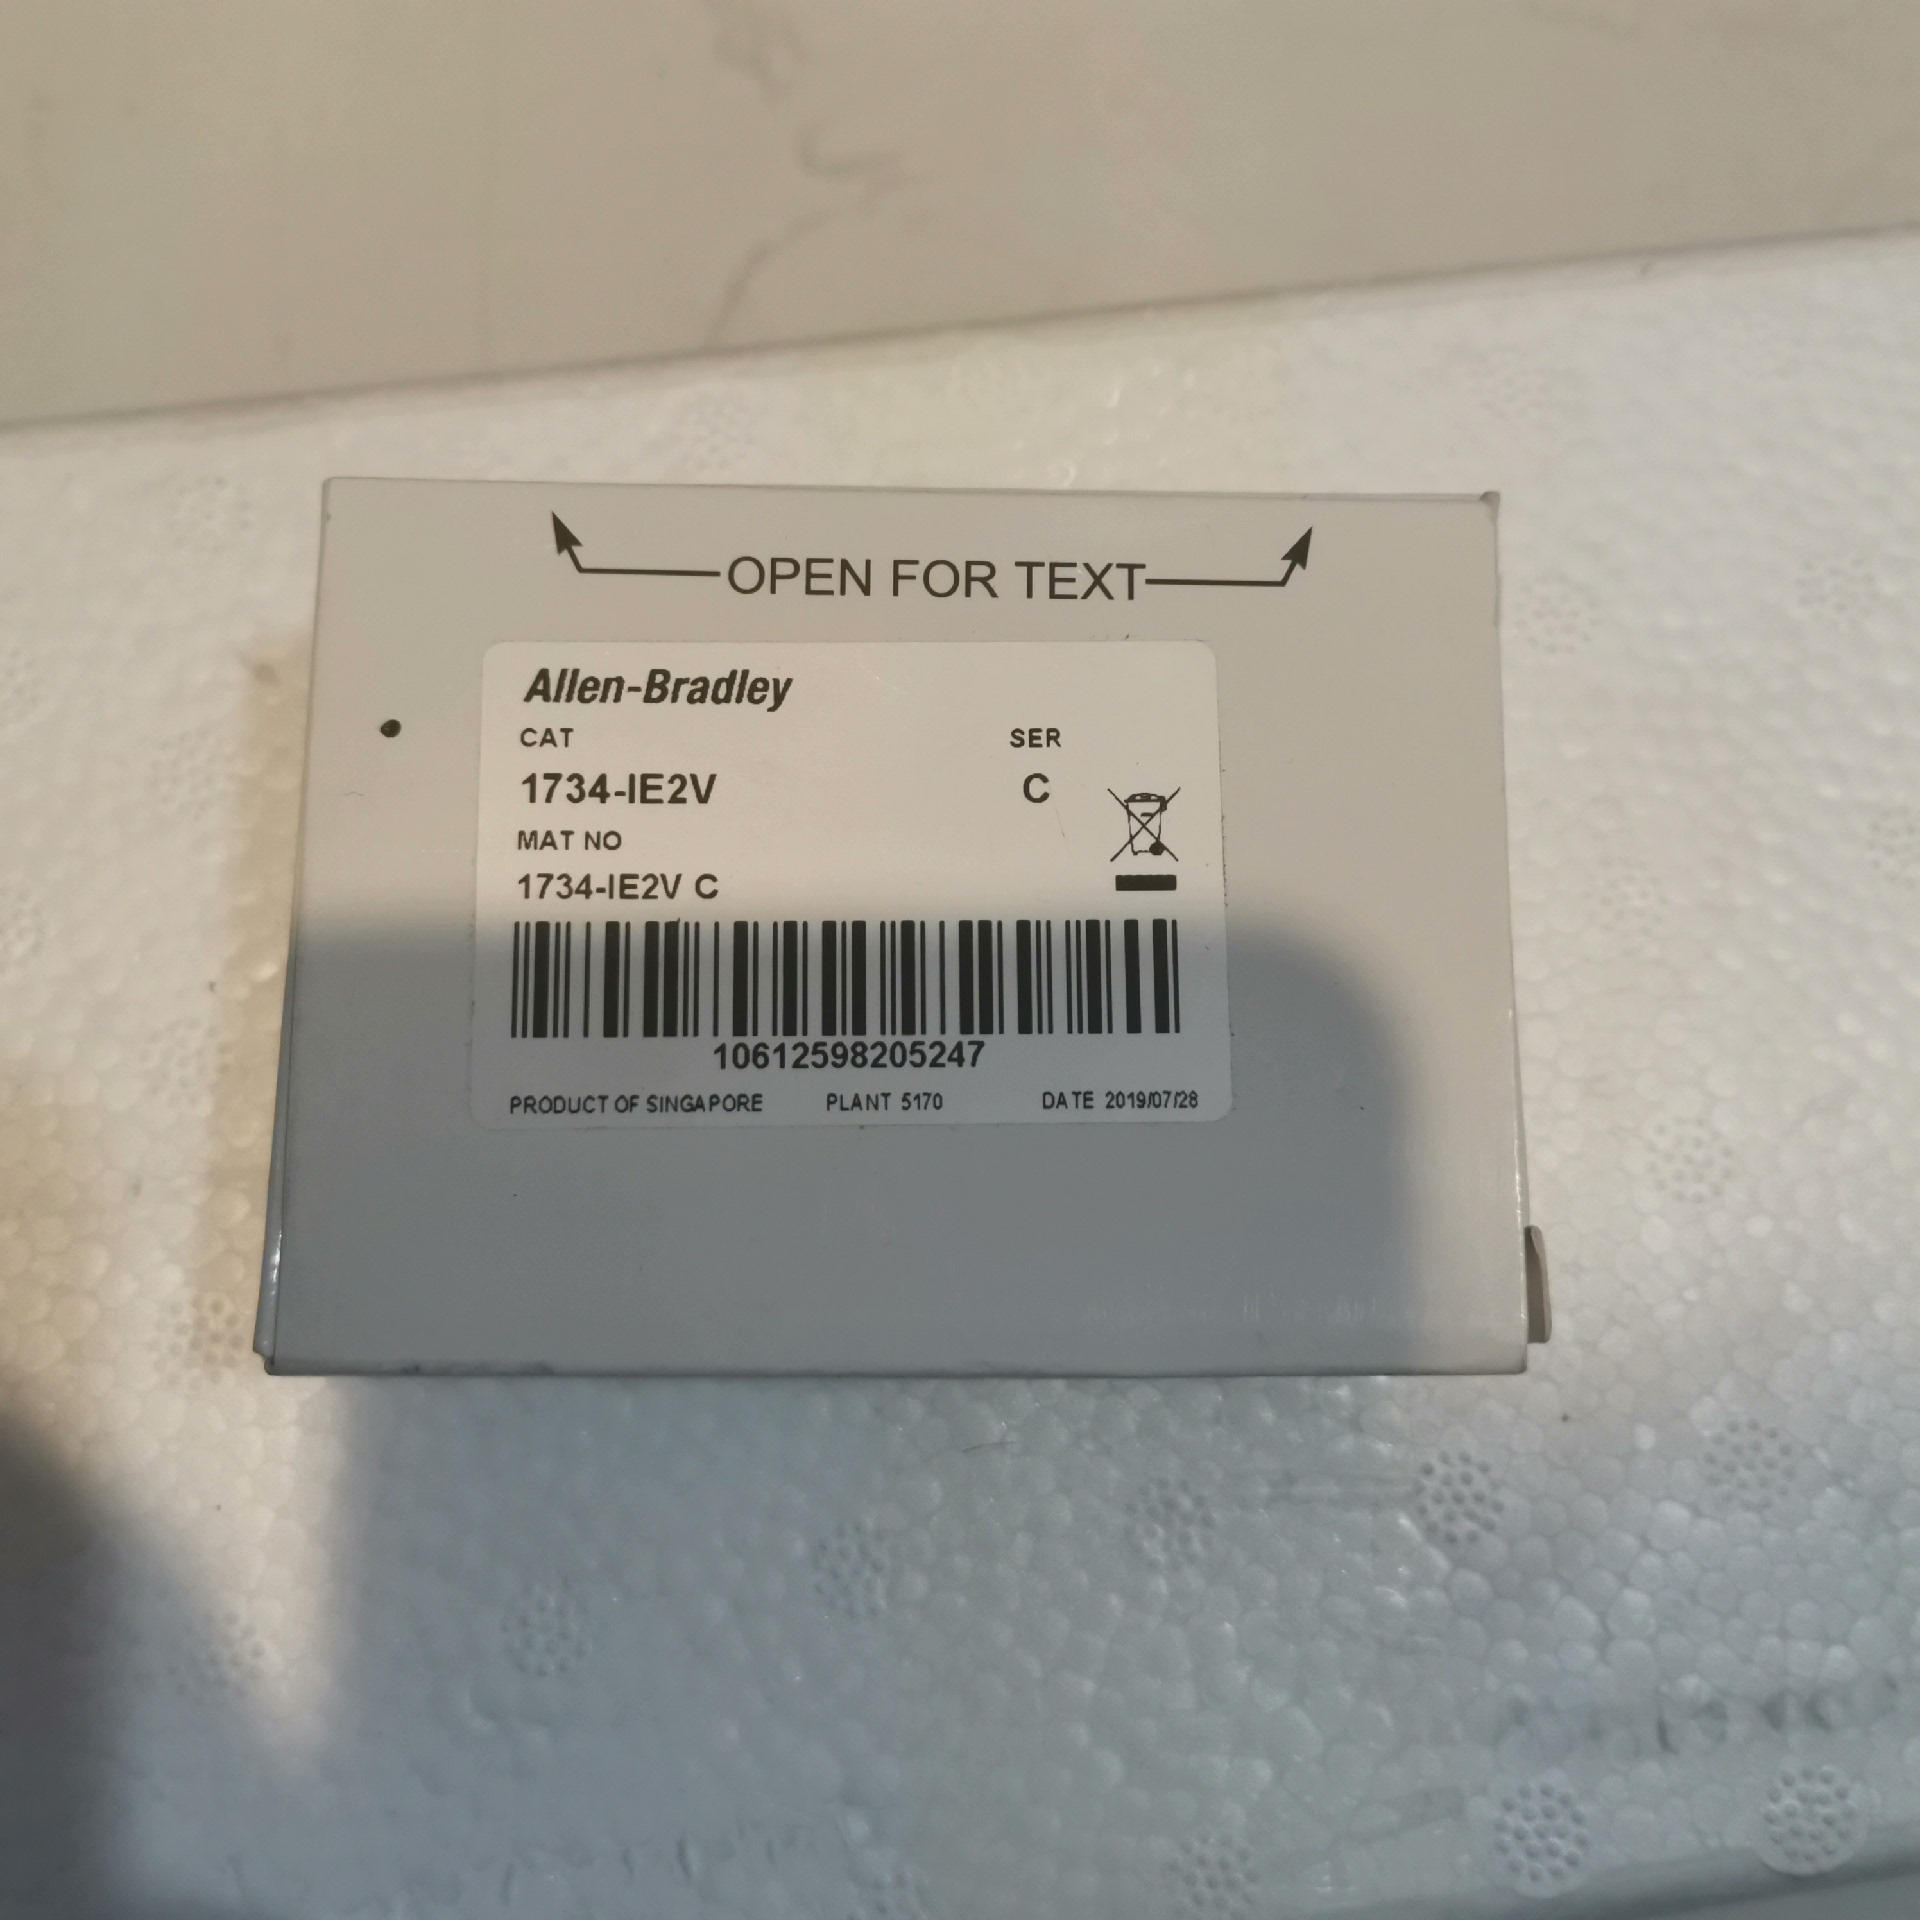 OPEN FOR TEXT
Allen-Bradley
CAT SER
1734-IE2V C
MAT NO
1734-IE2V C
10612598205247
PRODUCT OF SINGAPORE PLANT 5170 DATE 2019/07/28